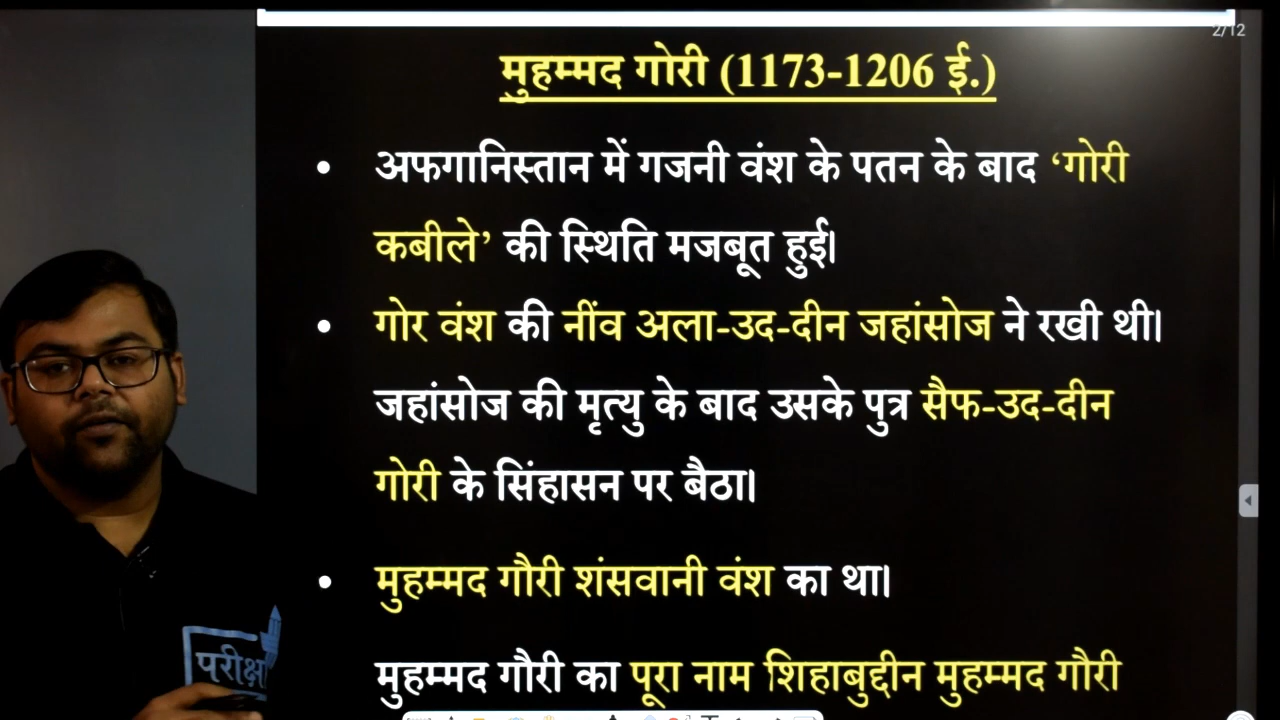 2/12
मुहम्मद गोरी (1173-1206 ई.)
• अफगानिस्तान में गजनी वंश के पतन के बाद ‘गोरी
कबीले’ की स्थिति मजबूत हुई।
• गोर वंश की नींव अला-उद-दीन जहांसोज ने रखी थी।
जहांसोज की मृत्यु के बाद उसके पुत्र सैफ-उद-दीन
गोरी के सिंहासन पर बैठा।
• मुहम्मद गौरी शंसवानी वंश का था।
मुहम्मद गौरी का पूरा नाम शिहाबुद्दीन मुहम्मद गौरी
परीक्षा